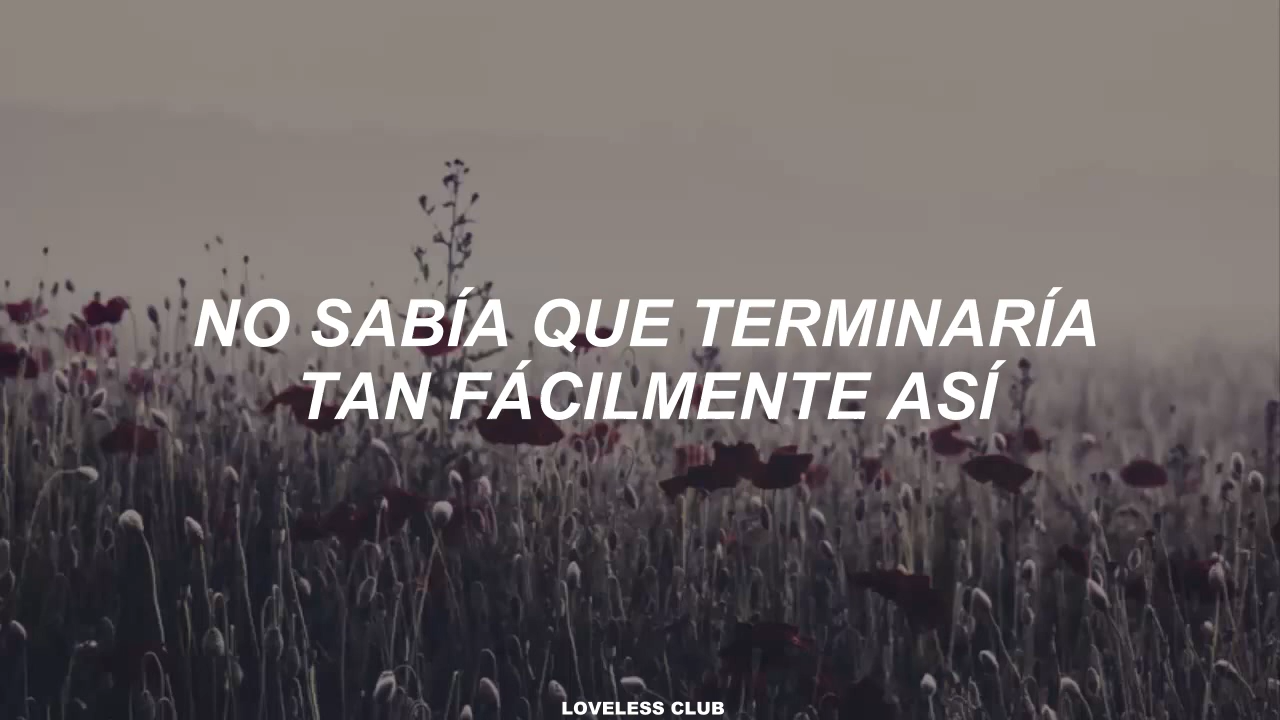 NO SABÍA QUE TERMINARÍA
TAN FÁCILMENTE ASÍ
LOVELESS CLUB